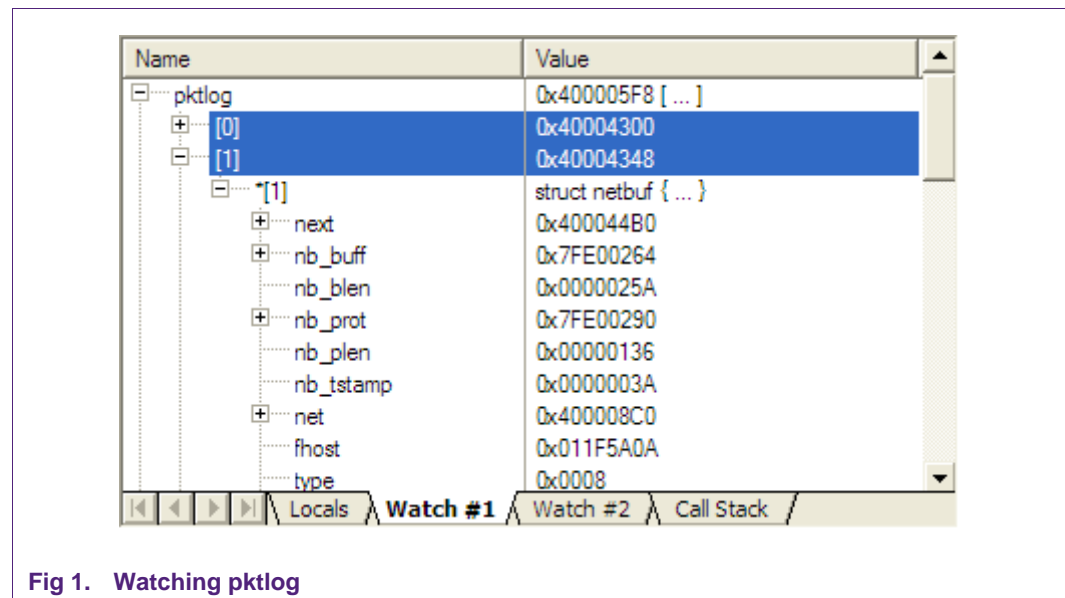 Name Value
pktlog 0x400005F8 [ ... ]
[0] 0x40004300
[1] 0x40004348
*[1] struct netbuf { ... }
next 0x400044B0
nb_buff 0x7FE00264
nb_blen 0x0000025A
nb_prot 0x7FE00290
nb_plen 0x00000136
nb_tstamp 0x0000003A
net 0x400008C0
fhost 0x011F5A0A
type 0x0008
Locals Watch #1 Watch #2 Call Stack
Fig 1. Watching pktlog